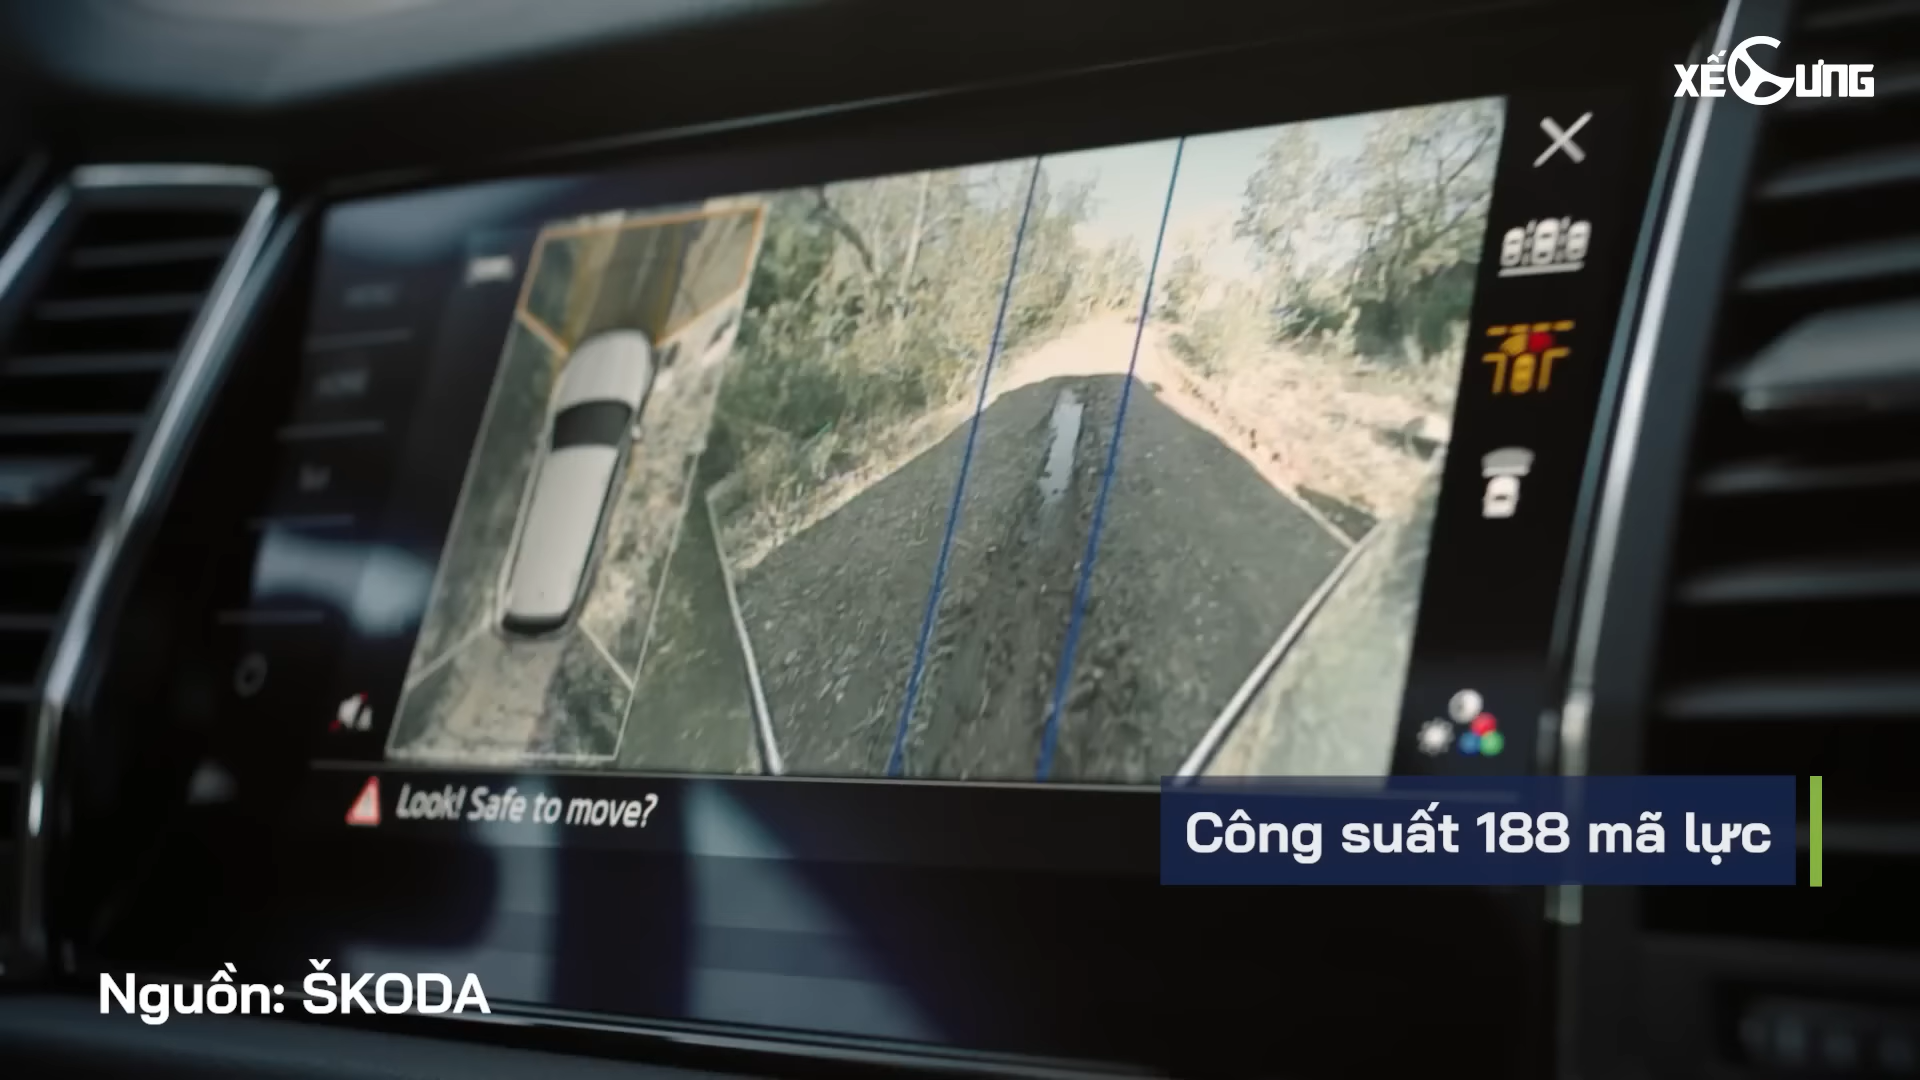 XẾ CƯNG
Look! Safe to move?
Công suất 188 mã lực
Nguồn: ŠKODA